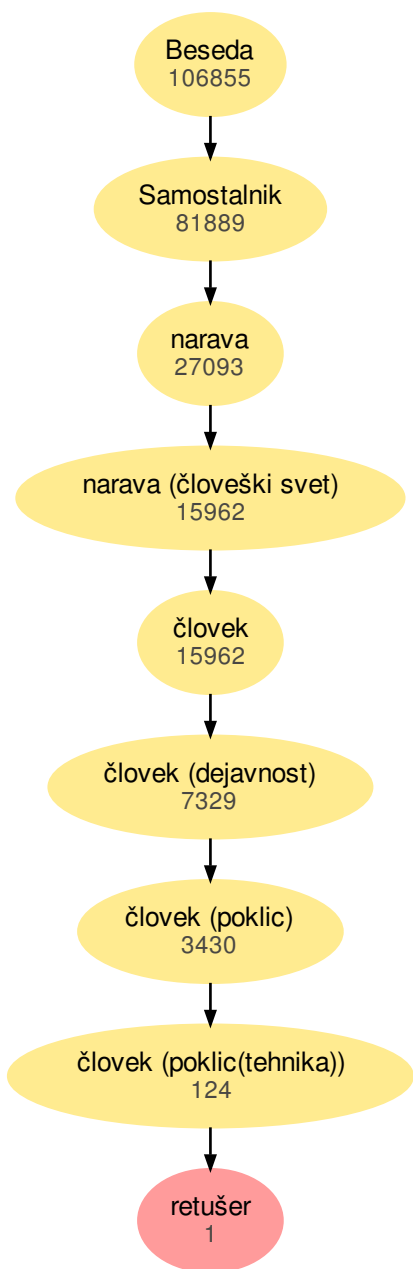 Beseda
106855
Samostalnik
81889
narava
27093
narava (človeški svet)
15962
človek
15962
človek (dejavnost)
7329
človek (poklic)
3430
človek (poklic(tehnika))
124
retušer
1